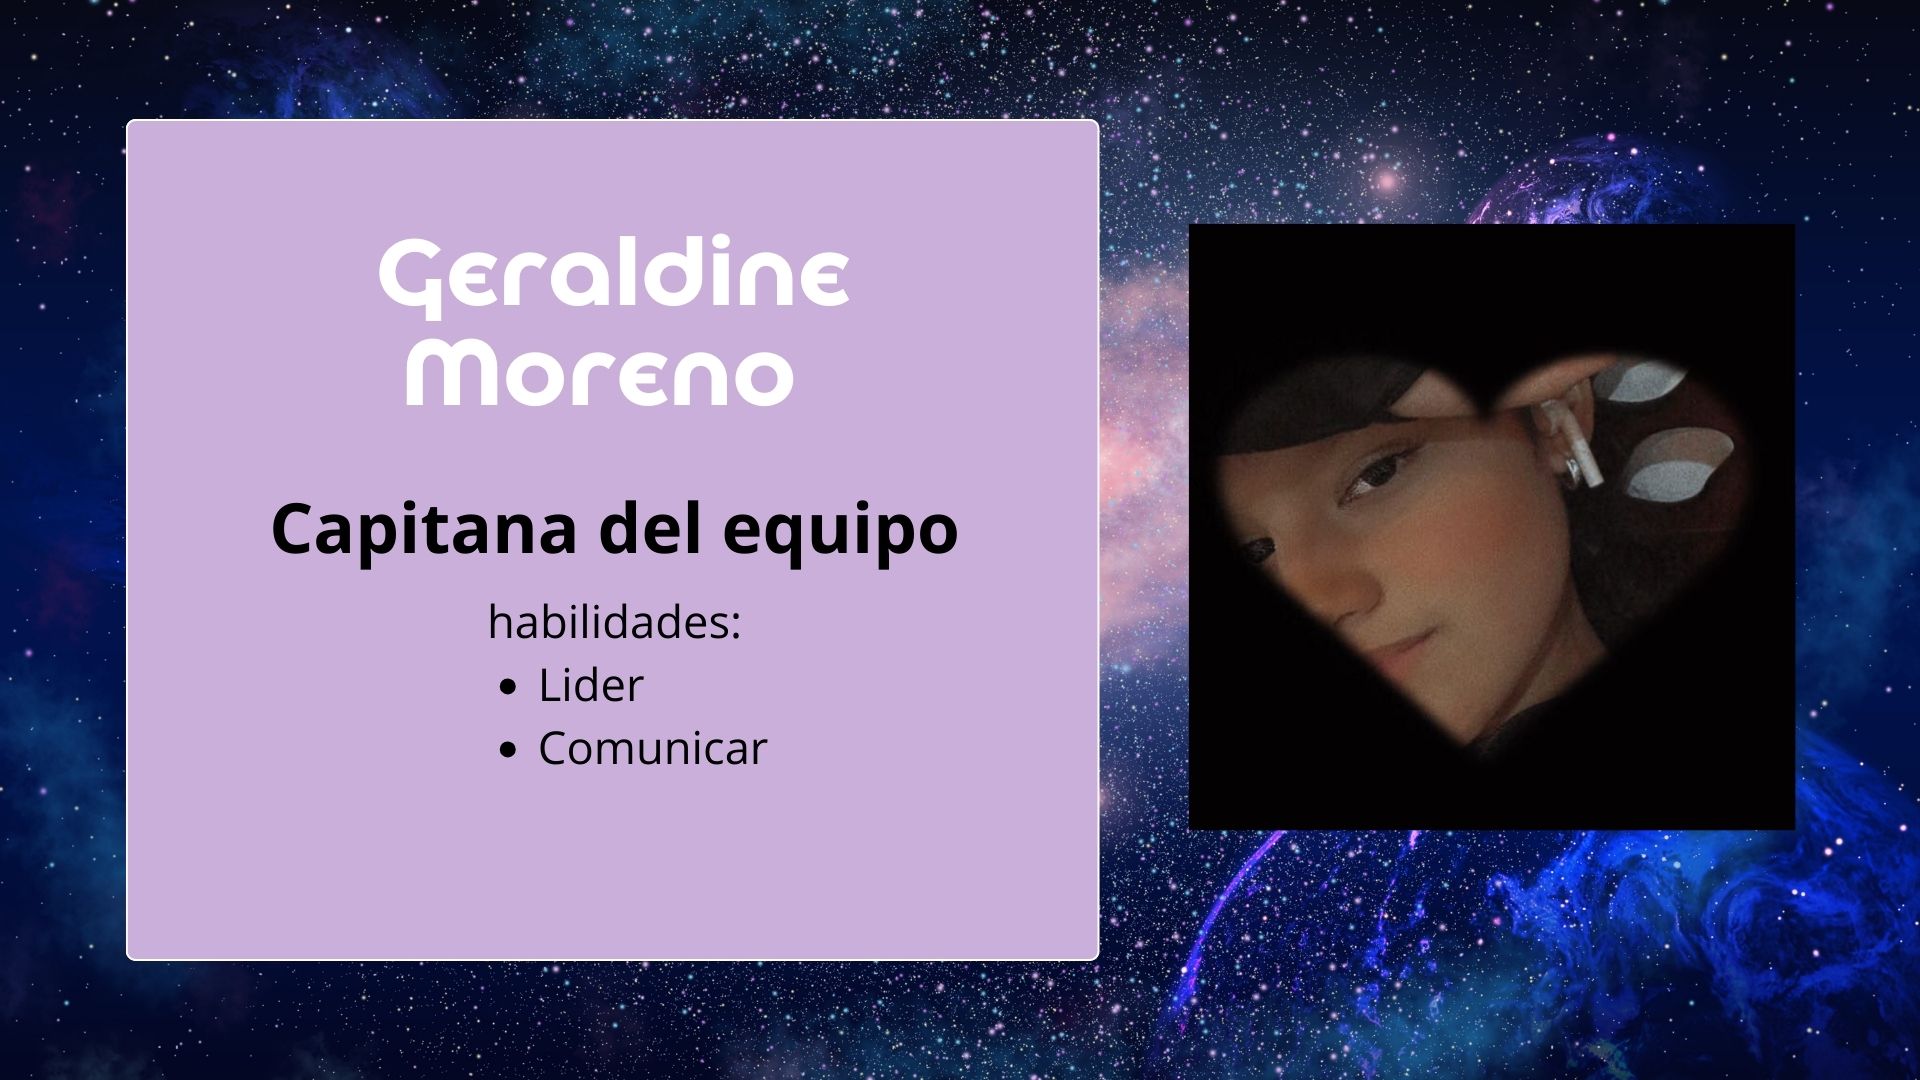 Geraldine
Moreno
Capitana del equipo
habilidades:
• Lider
• Comunicar